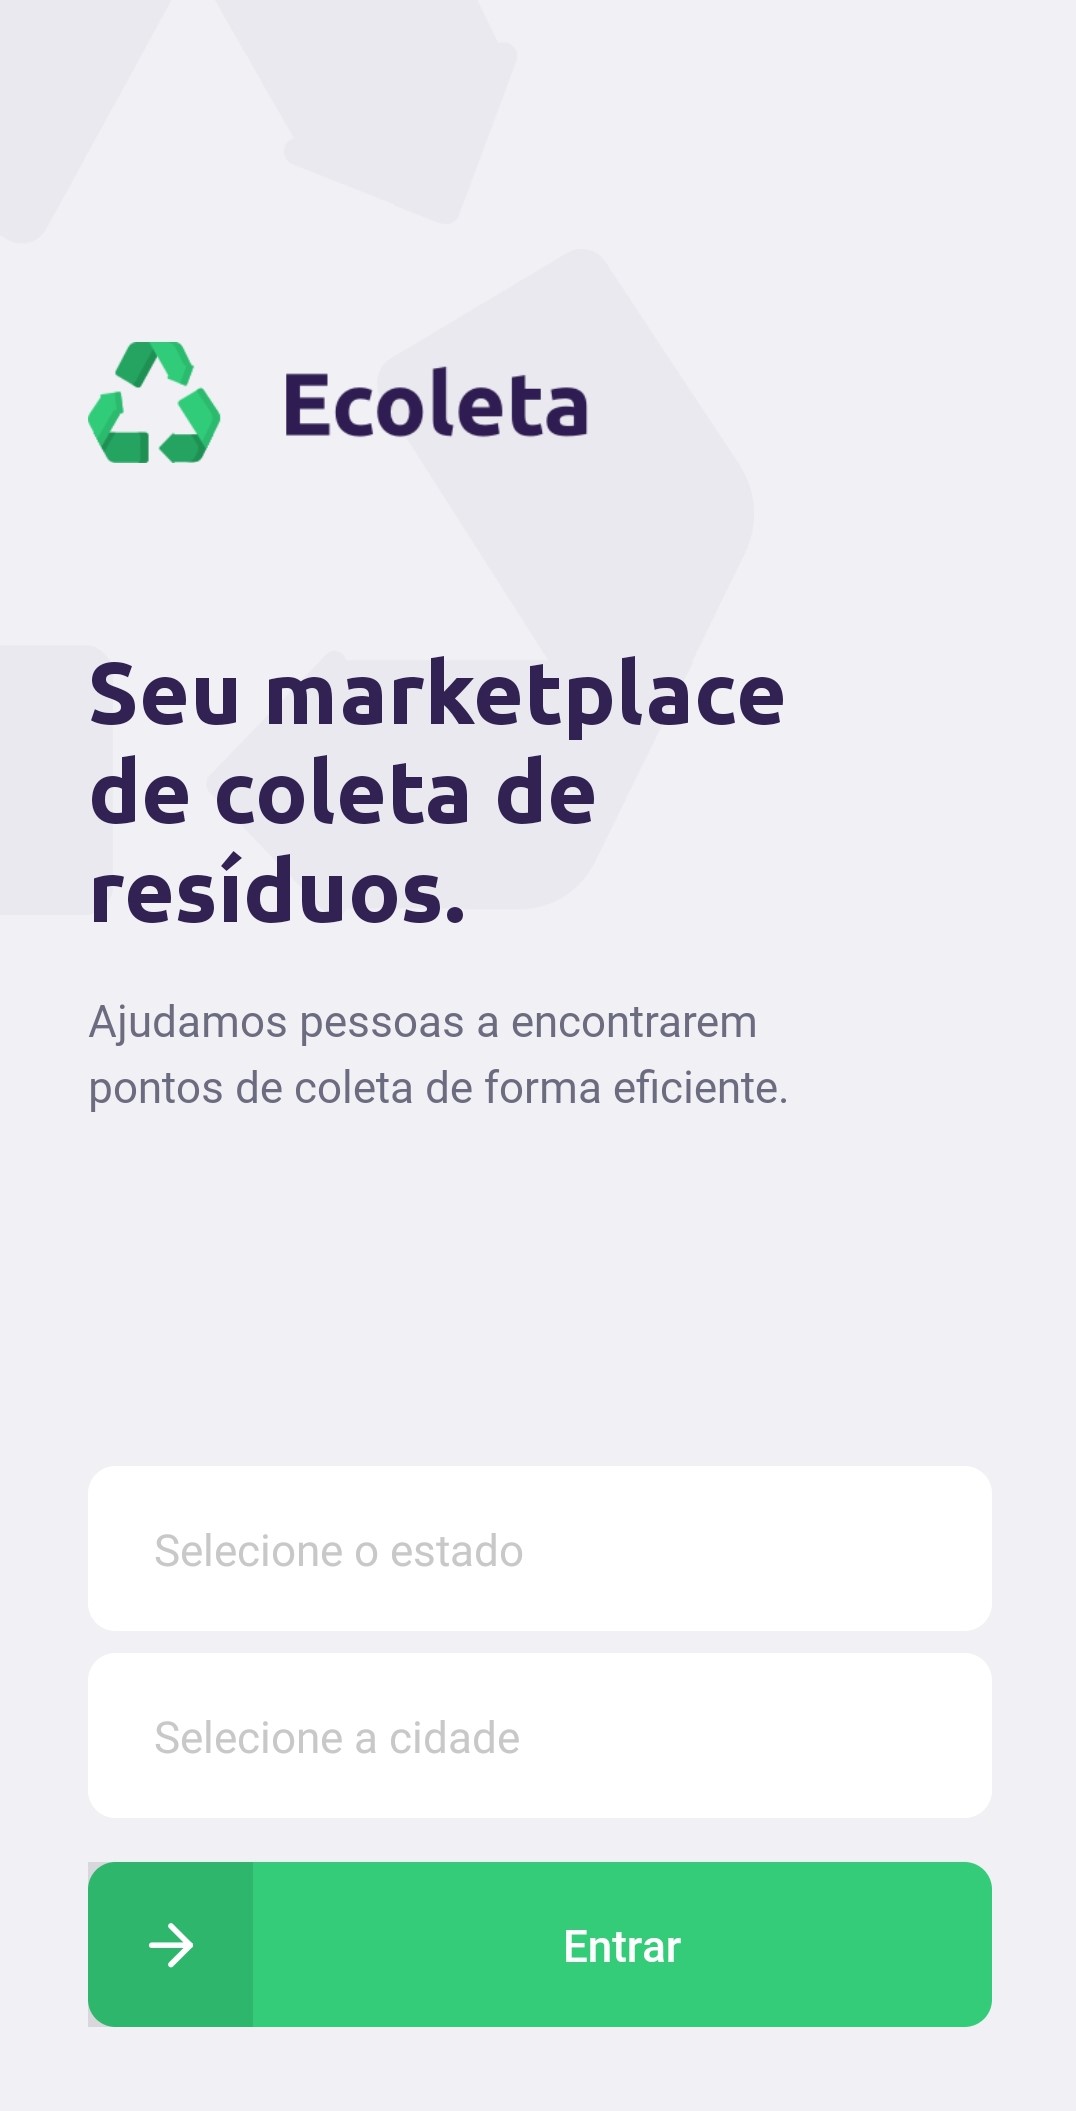 Ecoleta
Seu marketplace
de coleta de
resíduos.
Ajudamos pessoas a encontrarem
pontos de coleta de forma eficiente.
Selecione o estado
Selecione a cidade
Entrar